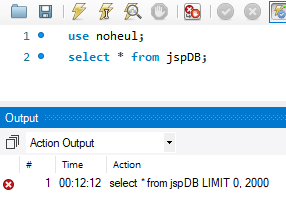 1 use noheul;
2 select * from jspDB;
Output
Action Output
# Time Action
1 00:12:12 select * from jspDB LIMIT 0, 2000